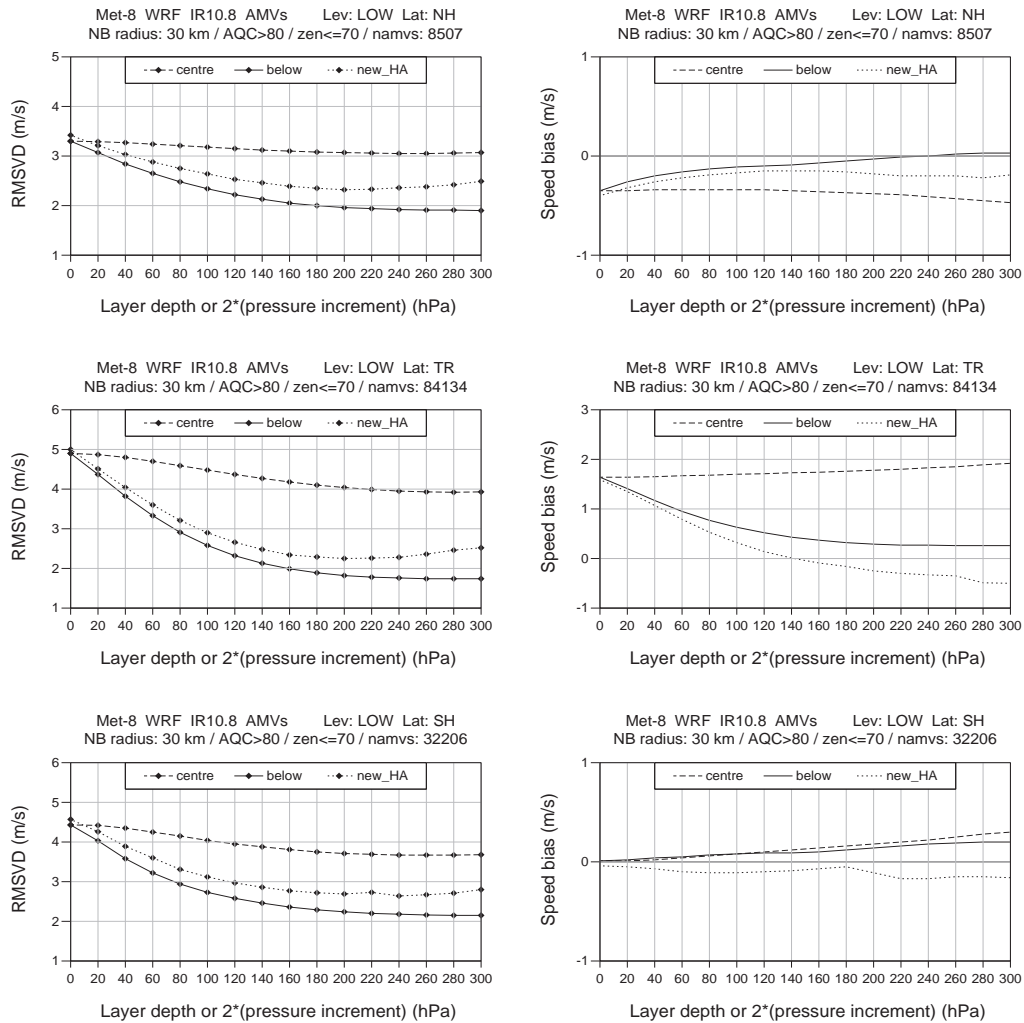 Met-8 WRF IR10.8 AMVs Lev: LOW Lat: NH
NB radius: 30 km / AQC>80 / zen<=70 / namvs: 8507
centre below new_HA
RMSVD (m/s)
5
4
3
2
1
0 20 40 60 80 100 120 140 160 180 200 220 240 260 280 300
Layer depth or 2*(pressure increment) (hPa)
Met-8 WRF IR10.8 AMVs Lev: LOW Lat: NH
NB radius: 30 km / AQC>80 / zen<=70 / namvs: 8507
centre below new_HA
Speed bias (m/s)
1
0
-1
0 20 40 60 80 100 120 140 160 180 200 220 240 260 280 300
Layer depth or 2*(pressure increment) (hPa)
Met-8 WRF IR10.8 AMVs Lev: LOW Lat: TR
NB radius: 30 km / AQC>80 / zen<=70 / namvs: 84134
centre below new_HA
RMSVD (m/s)
6
5
4
3
2
1
0 20 40 60 80 100 120 140 160 180 200 220 240 260 280 300
Layer depth or 2*(pressure increment) (hPa)
Met-8 WRF IR10.8 AMVs Lev: LOW Lat: TR
NB radius: 30 km / AQC>80 / zen<=70 / namvs: 84134
centre below new_HA
Speed bias (m/s)
3
2
1
0
-1
0 20 40 60 80 100 120 140 160 180 200 220 240 260 280 300
Layer depth or 2*(pressure increment) (hPa)
Met-8 WRF IR10.8 AMVs Lev: LOW Lat: SH
NB radius: 30 km / AQC>80 / zen<=70 / namvs: 32206
centre below new_HA
RMSVD (m/s)
6
5
4
3
2
1
0 20 40 60 80 100 120 140 160 180 200 220 240 260 280 300
Layer depth or 2*(pressure increment) (hPa)
Met-8 WRF IR10.8 AMVs Lev: LOW Lat: SH
NB radius: 30 km / AQC>80 / zen<=70 / namvs: 32206
centre below new_HA
Speed bias (m/s)
1
0
-1
0 20 40 60 80 100 120 140 160 180 200 220 240 260 280 300
Layer depth or 2*(pressure increment) (hPa)